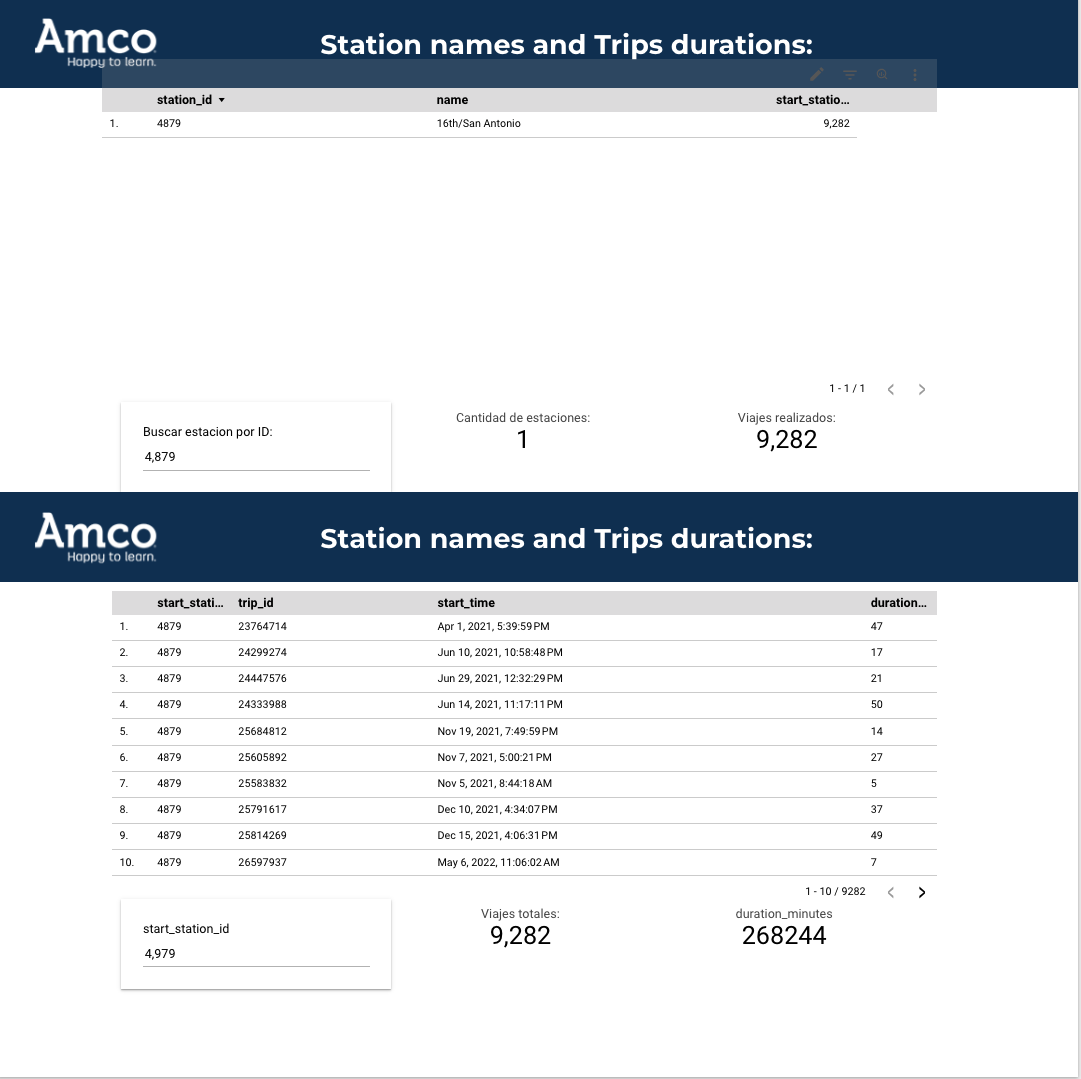 Amco
Happy to learn.
Station names and Trips durations:
station_id name start_statio...
1. 4879 16th/San Antonio 9,282
1 - 1 / 1
Buscar estacion por ID:
4,879
Cantidad de estaciones:
1
Viajes realizados:
9,282
Amco
Happy to learn.
Station names and Trips durations:
start_stati... trip_id start_time duration...
1. 4879 23764714 Apr 1, 2021, 5:39:59 PM 47
2. 4879 24299274 Jun 10, 2021, 10:58:48 PM 17
3. 4879 24447576 Jun 29, 2021, 12:32:29 PM 21
4. 4879 24333988 Jun 14, 2021, 11:17:11 PM 50
5. 4879 25684812 Nov 19, 2021, 7:49:59 PM 14
6. 4879 25605892 Nov 7, 2021, 5:00:21 PM 27
7. 4879 25583832 Nov 5, 2021, 8:44:18 AM 5
8. 4879 25791617 Dec 10, 2021, 4:34:07 PM 37
9. 4879 25814269 Dec 15, 2021, 4:06:31 PM 49
10. 4879 26597937 May 6, 2022, 11:06:02 AM 7
1 - 10 / 9282
start_station_id
4,979
Viajes totales:
9,282
duration_minutes
268244